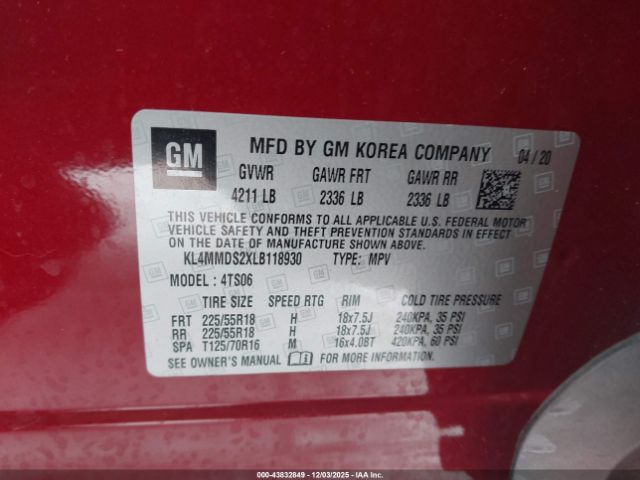 GM
MFD BY GM KOREA COMPANY 04/20
GVWR GAWR FRT GAWR RR
4211 LB 2336 LB 2336 LB
THIS VEHICLE CONFORMS TO ALL APPLICABLE U.S. FEDERAL MOTOR
VEHICLE SAFETY AND THEFT PREVENTION STANDARDS IN EFFECT
ON THE DATE OF MANUFACTURE SHOWN ABOVE.
KL4MMDS2XLB118930 TYPE: MPV
MODEL: 4TS06
TIRE SIZE SPEED RTG RIM COLD TIRE PRESSURE
FRT 225/55R18 H 18x7.5J 240KPA, 35 PSI
RR 225/55R18 H 18x7.5J 240KPA, 35 PSI
SPA T125/70R16 M 16x4.0BT 420KPA, 60 PSI
SEE OWNER'S MANUAL FOR MORE INFORMATION.
00-43832849 - 12/03/2025 - IAAI.com